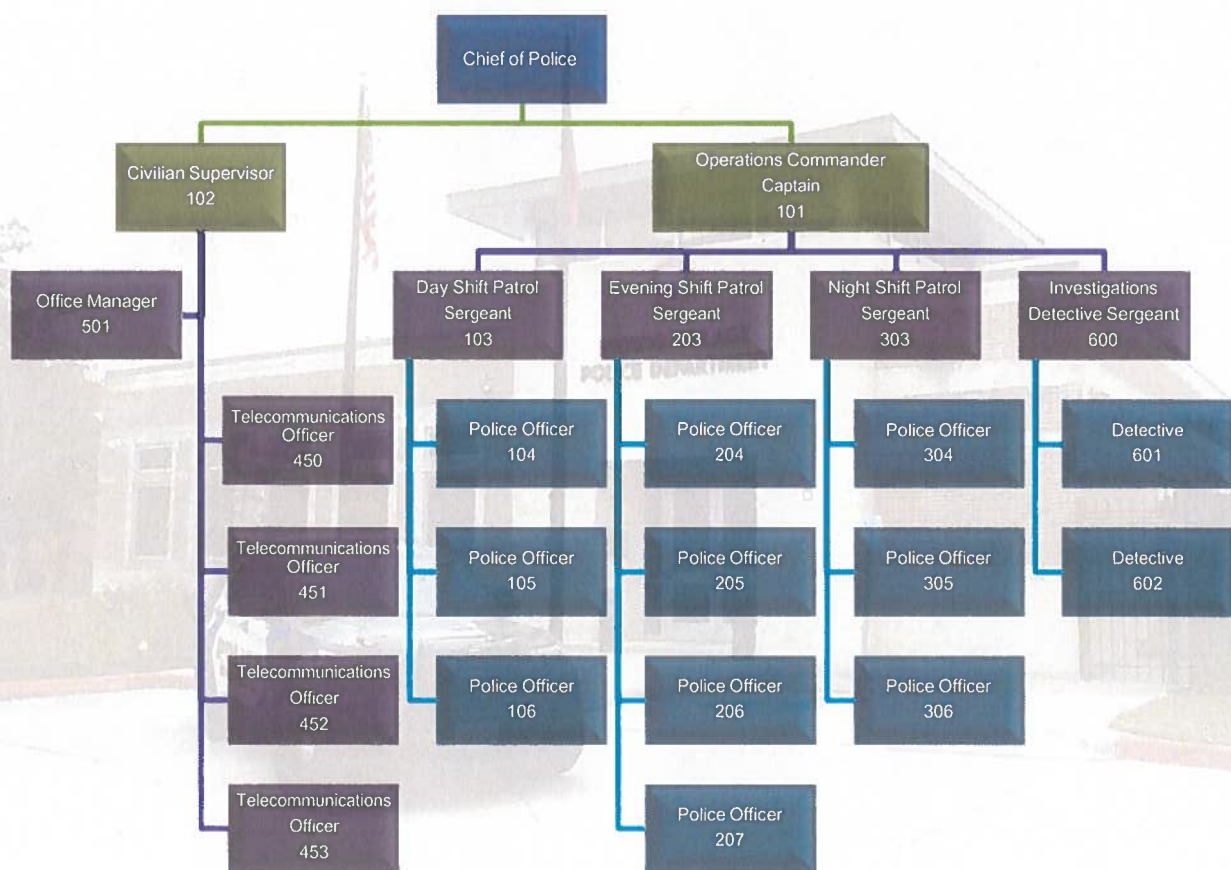 Chief of Police
Civilian Supervisor
102
Operations Commander
Captain
101
Office Manager
501
Day Shift Patrol
Sergeant
103
Evening Shift Patrol
Sergeant
203
Night Shift Patrol
Sergeant
303
Investigations
Detective Sergeant
600
POLICE DEPARTMENT
Telecommunications
Officer
450
Police Officer
104
Police Officer
204
Police Officer
304
Detective
601
Telecommunications
Officer
451
Police Officer
105
Police Officer
205
Police Officer
305
Detective
602
Telecommunications
Officer
452
Police Officer
106
Police Officer
206
Police Officer
306
Telecommunications
Officer
453
Police Officer
207